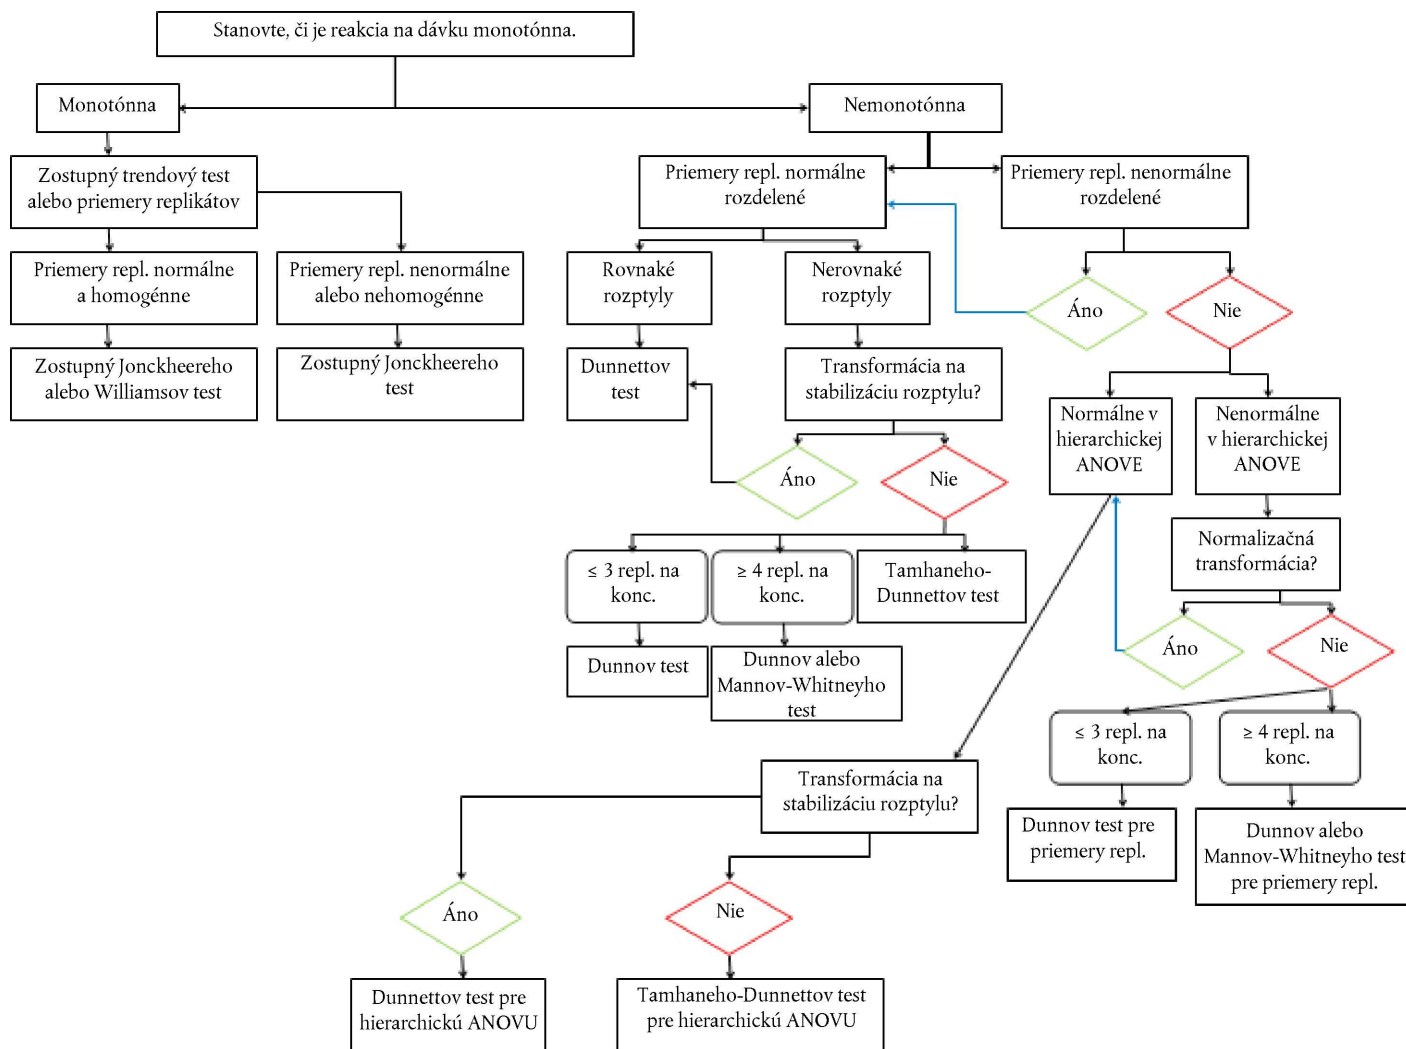 Stanovte, či je reakcia na dávku monotónna.
Monotónna
Nemonotónna
Zostupný trendový test
alebo priemery replikátov
Priemery repl. normálne
rozdelené
Priemery repl. nenormálne
rozdelené
Priemery repl. normálne
a homogénne
Priemery repl. nenormálne
alebo nehomogénne
Rovnaké
rozptyly
Nerovnaké
rozptyly
Áno
Nie
Zostupný Jonckheereho
alebo Williamsov test
Zostupný Jonckheereho
test
Dunnettov
test
Transformácia na
stabilizáciu rozptylu?
Normálne v
hierarchickej
ANOVE
Nenormálne
v hierarchickej
ANOVE
Áno
Nie
Normalizačná
transformácia?
≤ 3 repl. na
konc.
≥ 4 repl. na
konc.
Tamhaneho-
Dunnettov test
Áno
Nie
Dunnov test
Dunnov alebo
Mannov-Whitneyho
test
≤ 3 repl. na
konc.
≥ 4 repl. na
konc.
Transformácia na
stabilizáciu rozptylu?
Dunnov test pre
priemery repl.
Dunnov alebo
Mannov-Whitneyho test
pre priemery repl.
Áno
Nie
Dunnettov test pre
hierarchickú ANOVU
Tamhaneho-Dunnettov test
pre hierarchickú ANOVU